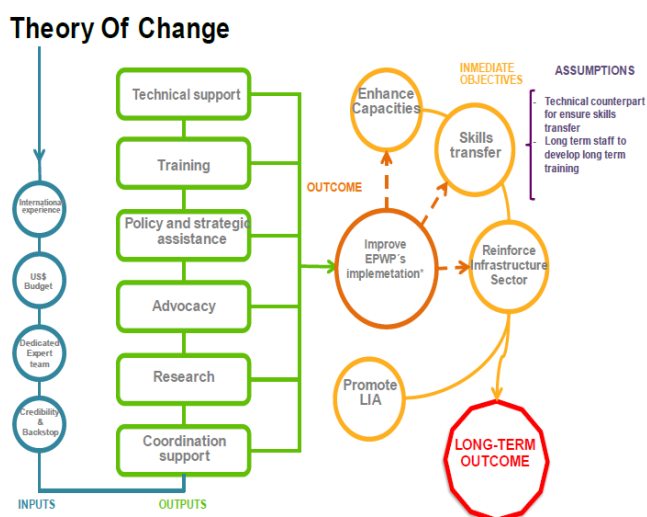 Theory Of Change
International
experience
US$
Budget
Dedicated
Expert
team
Credibility
&
Backstop
INPUTS
Technical support
Training
Policy and strategic
assistance
Advocacy
Research
Coordination
support
OUTPUTS
OUTCOME
Improve
EPWP´s
implemetation*
INMEDIATE
OBJECTIVES
Enhance
Capacities
Skills
transfer
Reinforce
Infrastructure
Sector
Promote
LIA
LONG-TERM
OUTCOME
ASSUMPTIONS
- Technical counterpart
for ensure skills
transfer
- Long term staff to
develop long term
training